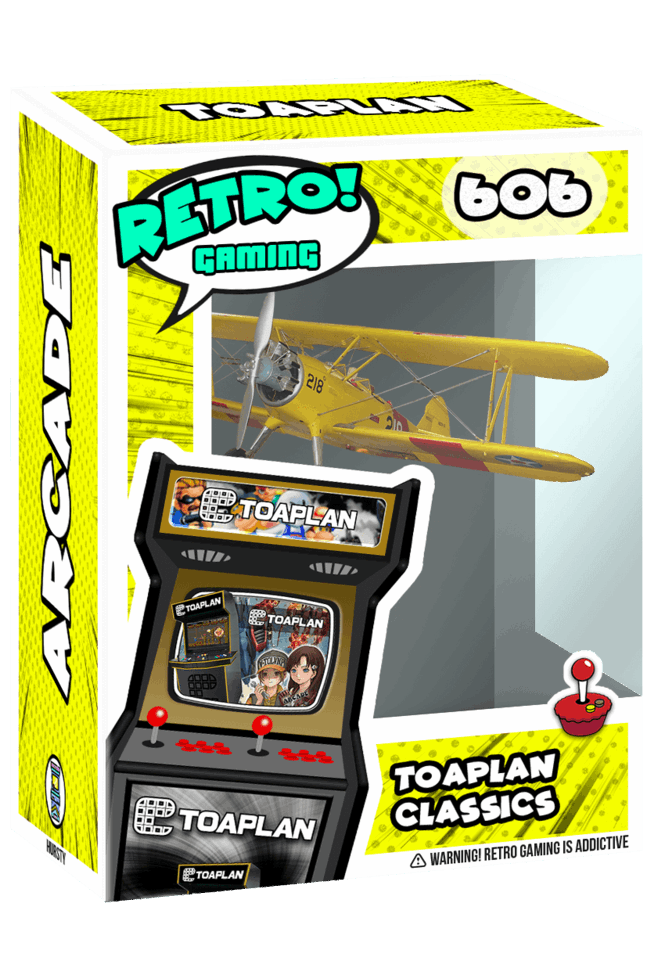 TOAPLAN
RETRO!
GAMING
606
ARCADE
218
218
TOAPLAN
TOAPLAN
TOAPLAN
TOAPLAN
TOAPLAN
TOAPLAN
CLASSICS
WARNING! RETRO GAMING IS ADDICTIVE
HURSTY